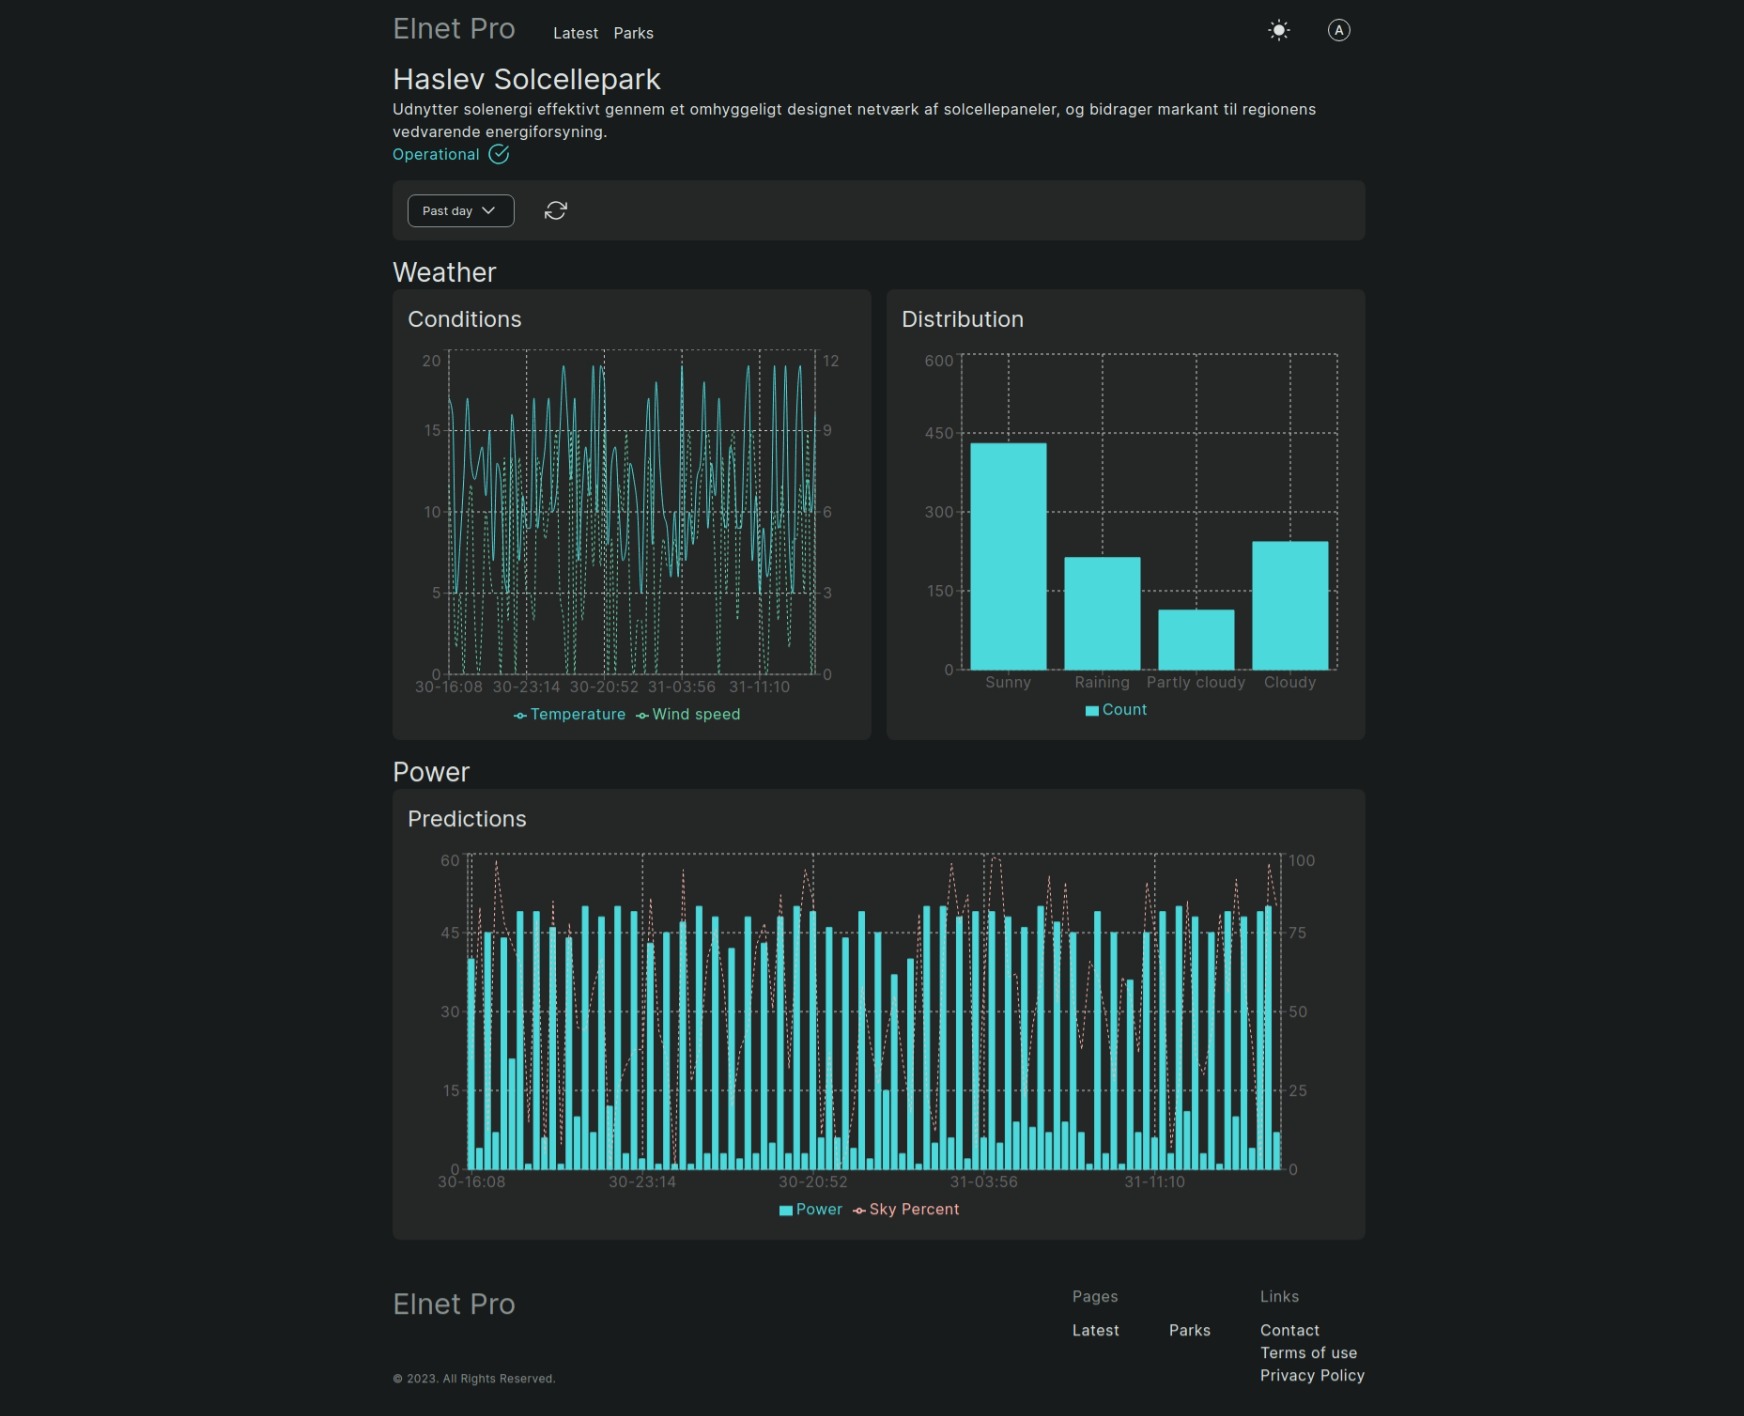 Elnet Pro
Latest Parks
A
Haslev Solcellepark
Udnytter solenergi effektivt gennem et omhyggeligt designet netværk af solcellepaneler, og bidrager markant til regionens
vedvarende energiforsyning.
Operational
Past day
Weather
Conditions
20 12
15 9
10 6
5 3
0 0
30-16:08 30-23:14 30-20:52 31-03:56 31-11:10
Temperature Wind speed
Distribution
600
450
300
150
0
Sunny Raining Partly cloudy Cloudy
Count
Power
Predictions
60 100
45 75
30 50
15 25
0 0
30-16:08 30-23:14 30-20:52 31-03:56 31-11:10
Power Sky Percent
Elnet Pro
© 2023. All Rights Reserved.
Pages
Latest Parks
Links
Contact
Terms of use
Privacy Policy